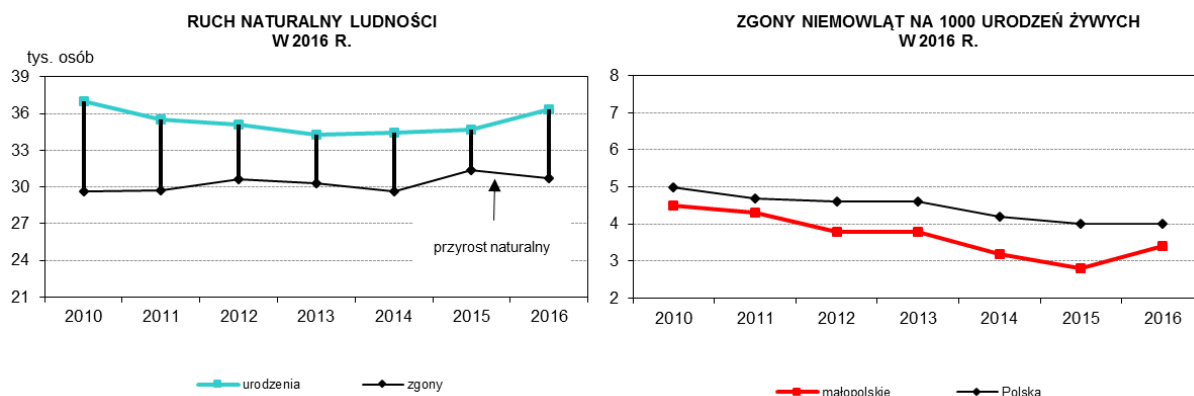 RUCH NATURALNY LUDNOŚCI
W 2016 R.
tys. osób
39
36
33
30
27
24
21
przyrost naturalny
2010 2011 2012 2013 2014 2015 2016
urodzenia zgony
ZGONY NIEMOWLĄT NA 1000 URODZEŃ ŻYWYCH
W 2016 R.
8
7
6
5
4
3
2
2010 2011 2012 2013 2014 2015 2016
małopolskie Polska